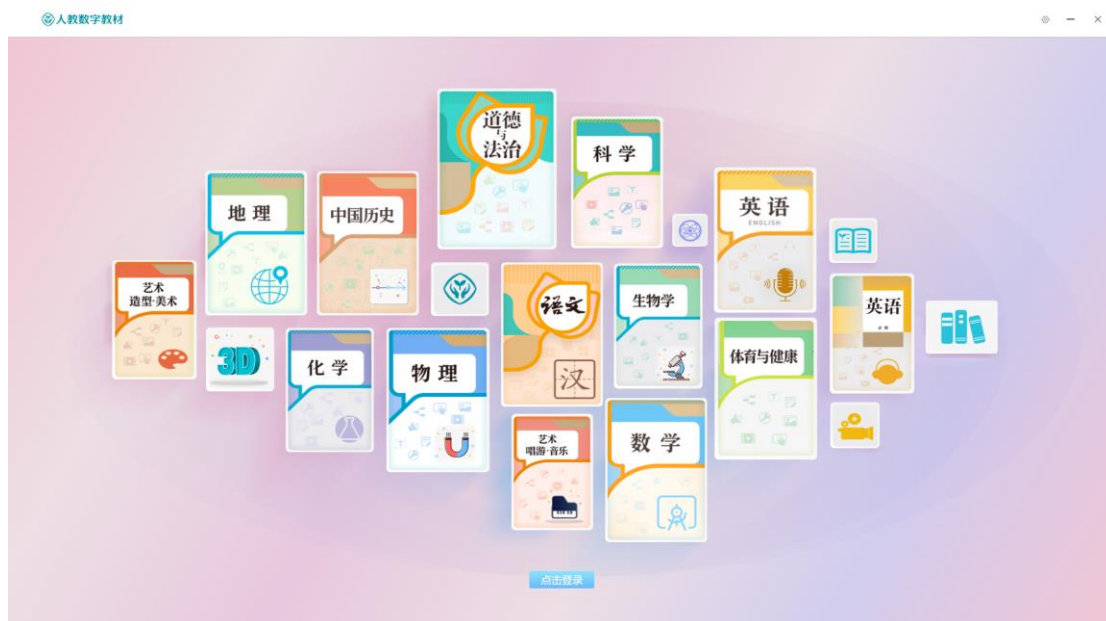 人教数字教材
道德
与
法治
科学
地理
中国历史
英语
ENGLISH
艺术
造型·美术
3D
化学
物理
语文
汉
生物学
体育与健康
英语
必修
艺术
唱游·音乐
数学
点击登录